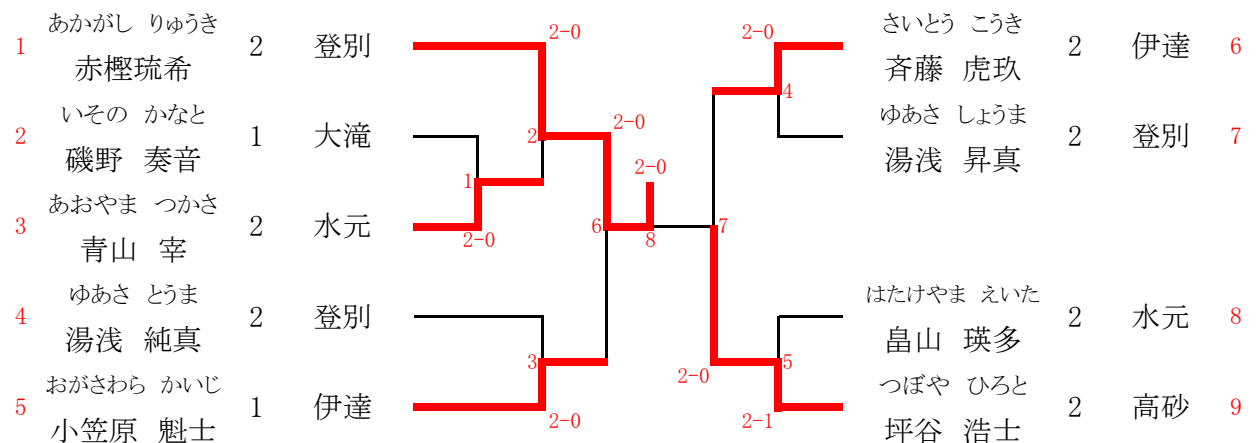 1 あかがし りゅうき 赤樫琉希 2 登別
2 いその かなと 磯野 奏音 1 大滝
3 あおやま つかさ 青山 宰 2 水元
4 ゆあさ とうま 湯浅 純真 2 登別
5 おがさわら かいじ 小笠原 魁士 1 伊達
2-0
2
2-0
1
2-0
6
2-0
8
3
2-0
2-0
4
7
2-0
5
2-1
さいとう こうき 斉藤 虎玖 2 伊達 6
ゆあさ しょうま 湯浅 昇真 2 登別 7
はたけやま えいた 畠山 瑛多 2 水元 8
つぼや ひろと 坪谷 浩士 2 高砂 9